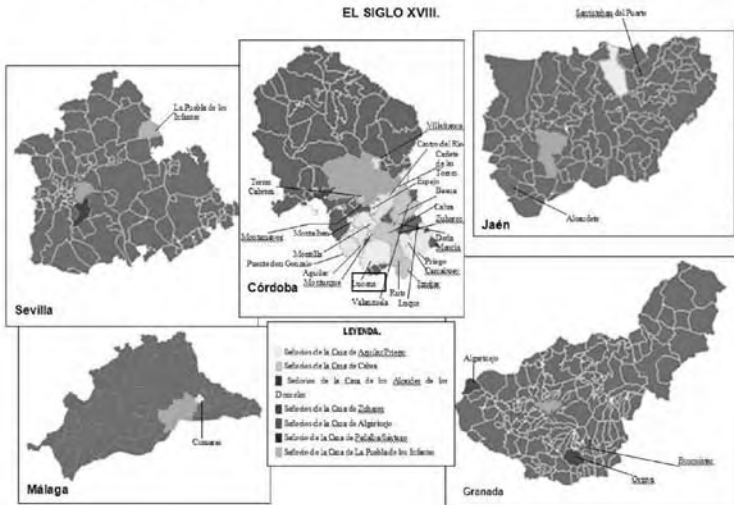 EL SIGLO XVIII.
La Puebla de los
Infantes
Sevilla
Villafranca
Castro del Río
Cañete
de las
Torres
Espejo
Baena
Cabra
Zuheros
Doña
Mencía
Priego
Carcabuey
Iznájar
Rute
Luque
Valenzuela
Lucena
Monturque
Aguilar
Puente don Gonzalo
Montilla
Montalbán
Montemayor
Torres
Cabrera
Córdoba
Santisteban del Puerto
Alcaudete
Jaén
Comares
Málaga
LEYENDA.
Señoríos de la Casa de Aguilar/Priego
Señoríos de la Casa de Cabra
Señoríos de la Casa de los Alcaides de los
Donceles
Señoríos de la Casa de Zuheros
Señoríos de la Casa de Algarinejo
Señorío de la Casa de
Señorío de la Casa de La Puebla de los Infantes
Algarinejo
Órgiva
Granada